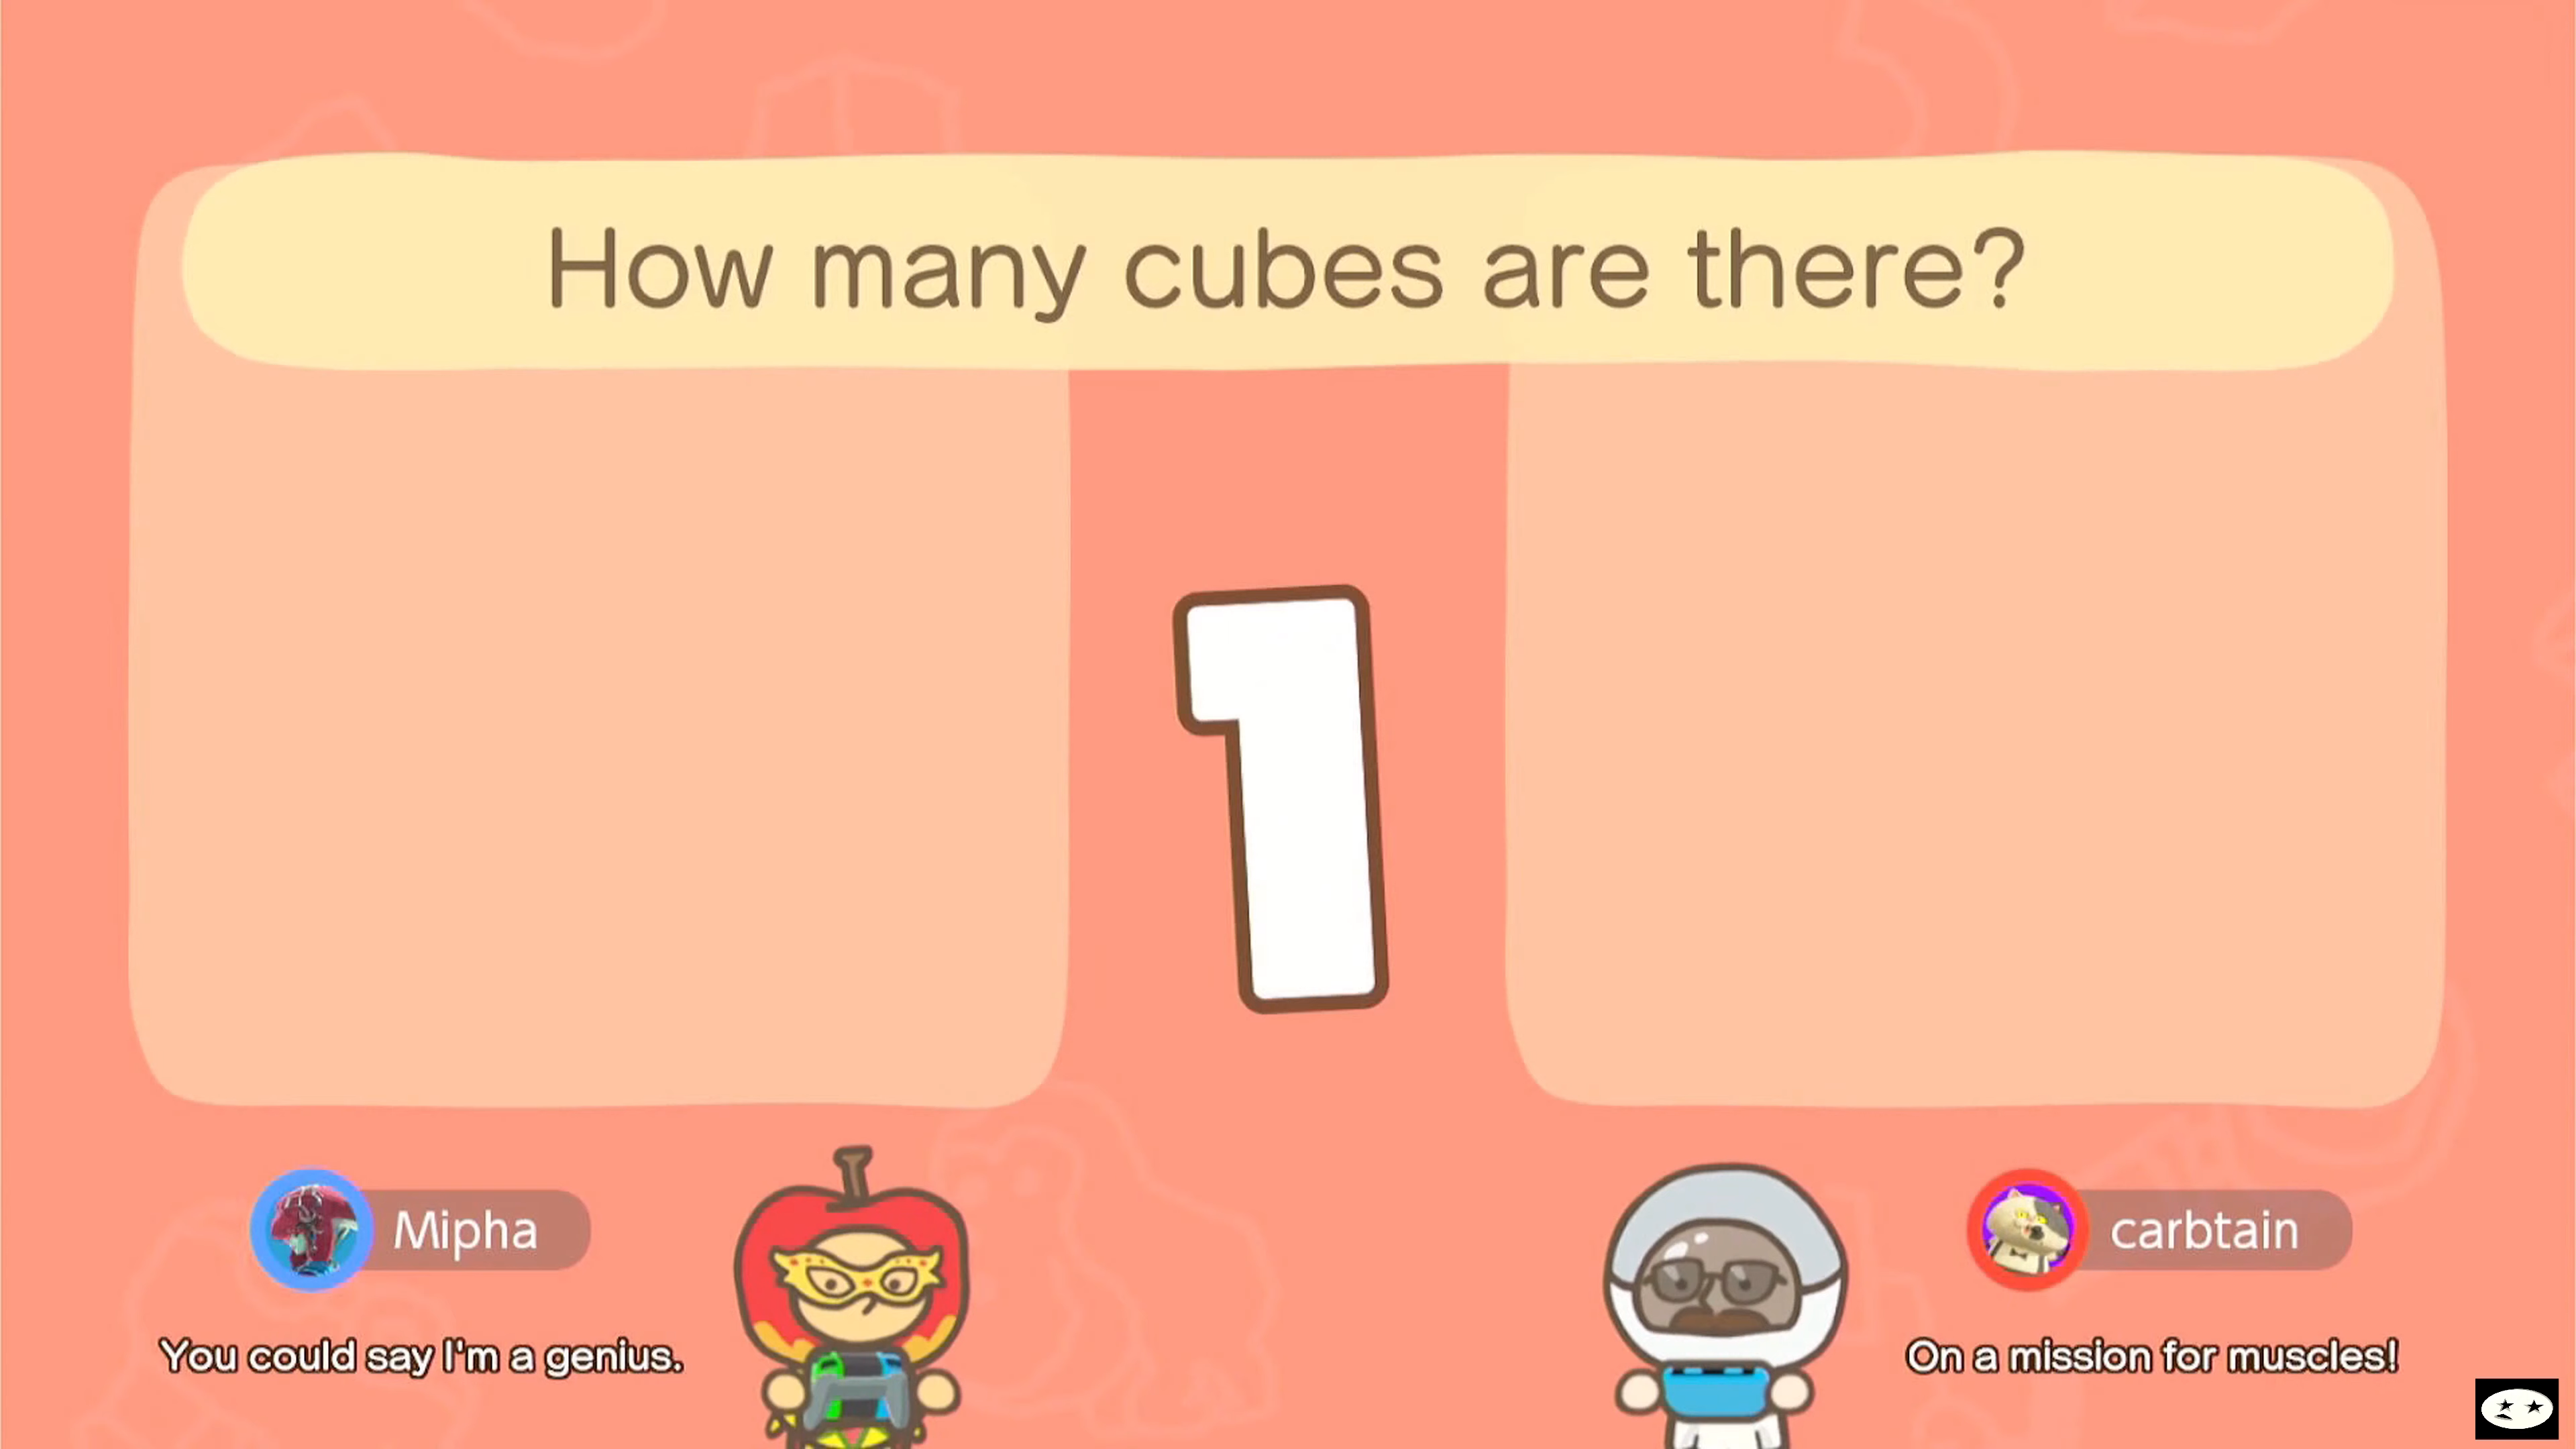 How many cubes are there?
1
Mipha
carbtain
You could say I'm a genius.
On a mission for muscles!